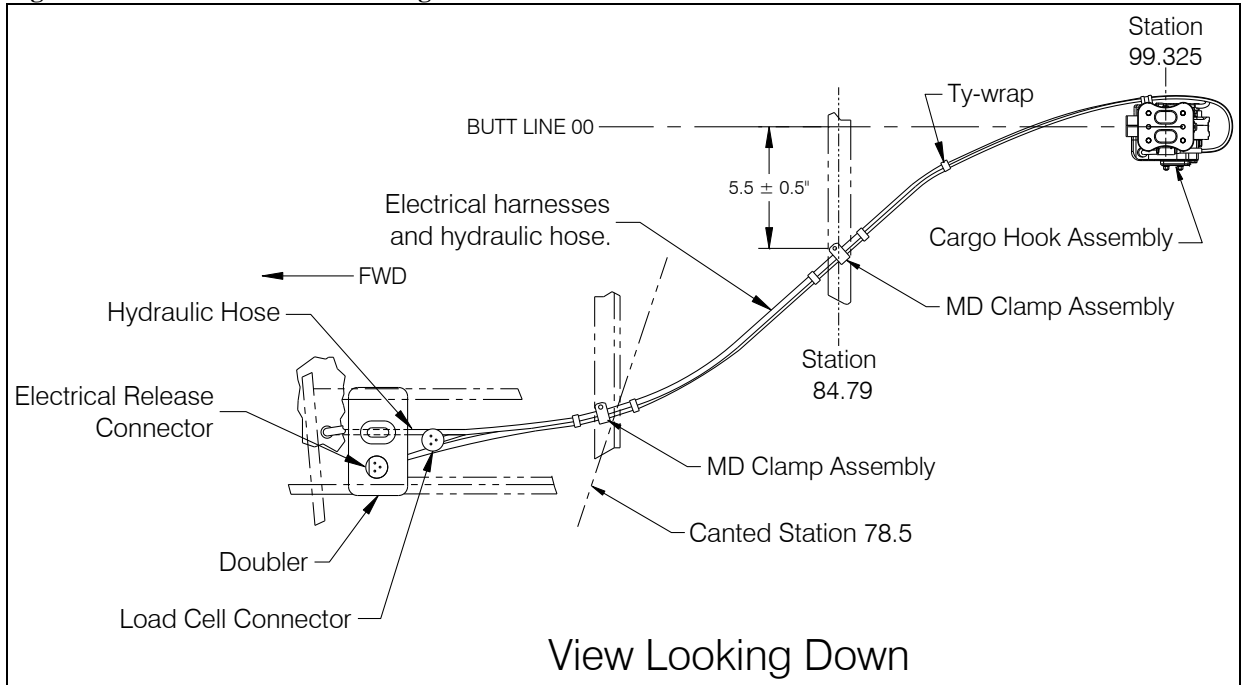 Station
99.325
Ty-wrap
BUTT LINE 00
5.5 ± 0.5"
Electrical harnesses
and hydraulic hose.
Cargo Hook Assembly
FWD
MD Clamp Assembly
Hydraulic Hose
Station
84.79
Electrical Release
Connector
MD Clamp Assembly
Canted Station 78.5
Doubler
Load Cell Connector
View Looking Down